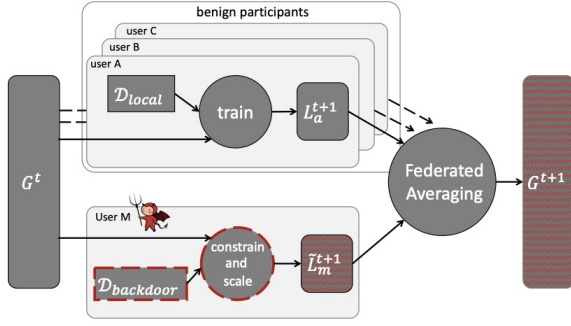 benign participants
user C
user B
user A
𝒟_local
train
L_a^{t+1}
G^t
Federated
Averaging
G^{t+1}
User M
constrain
and
scale
𝒟_backdoor
L̃_m^{t+1}